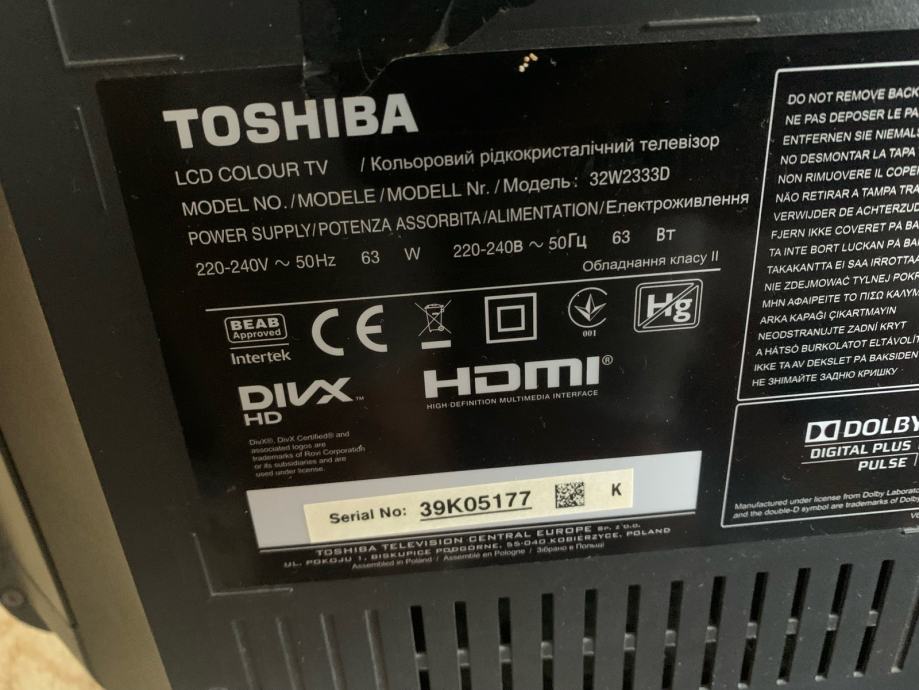 TOSHIBA
LCD COLOUR TV / Кольоровий рідкокристалічний телевізор
MODEL NO./MODELE/MODELL Nr./Модель: 32W2333D
POWER SUPPLY/POTENZA ASSORBITA/ALIMENTATION/Електроживлення
220-240V ~ 50Hz 63 W 220-240В ~ 50Гц 63 Вт
Обладнання класу II
BEAB
Approved
Intertek
CE
001
Hg
DIVX™
HD
HDMI®
HIGH-DEFINITION MULTIMEDIA INTERFACE
DivX®, DivX Certified® and
associated logos are
trademarks of Rovi Corporation
or its subsidiaries and are
used under license.
Serial No: 39K05177 K
TOSHIBA TELEVISION CENTRAL EUROPE Sp. z o.o.
UL. POKOJU 1, BISKUPICE PODGORNE, 55-040 KOBIERZYCE, POLAND
Assembled in Poland / Assemblé en Pologne / Зібрано в Польщі
DO NOT REMOVE BACK
NE PAS DEPOSER LE PA
ENTFERNEN SIE NIEMALS
NO DESMONTAR LA TAPA
NON RIMUOVERE IL COPE
NÃO RETIRAR A TAMPA TRA
VERWIJDER DE ACHTERZIJD
FJERN IKKE COVERET PÅ BA
TA INTE BORT LUCKAN PÅ BA
TAKAKANTTA EI SAA IRROTTAA
NIE ZDEJMOWAĆ TYLNEJ POKR
ΜΗΝ ΑΦΑΙΡΕΙΤΕ ΤΟ ΠΙΣΩ ΚΑΛΥΜ
ARKA KAPAĞI ÇIKARTMAYIN
NEODSTRANUJTE ZADNÍ KRYT
A HÁTSÓ BURKOLATOT ELTÁVOLÍT
IKKE TA AV DEKSLET PÅ BAKSIDEN
НЕ ЗНІМАЙТЕ ЗАДНЮ КРИШКУ
DOLBY
DIGITAL PLUS
PULSE
Manufactured under license from Dolby Laborato
and the double-D symbol are trademarks of Dolby